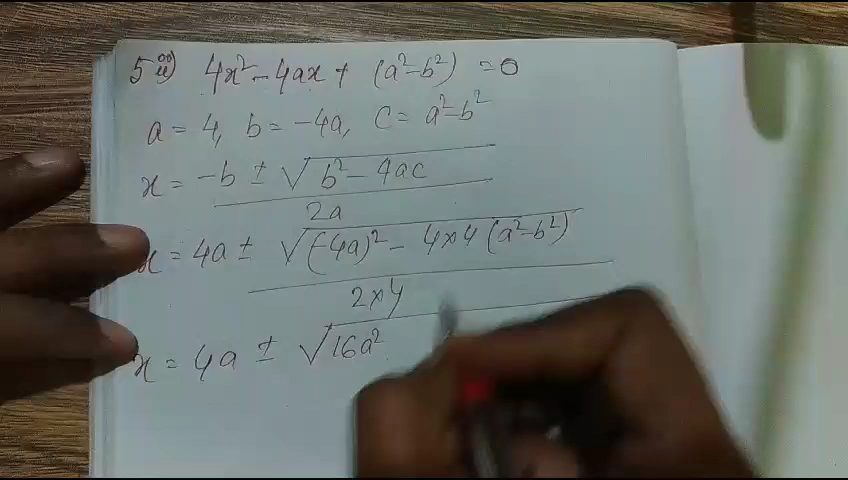 5 iii) 4x² - 4ax + (a² - b²) = 0
a = 4, b = -4a, c = a² - b²
x = -b ± √b² - 4ac
2a
x = 4a ± √(-4a)² - 4×4 (a² - b²)
2×4
x = 4a ± √16a²